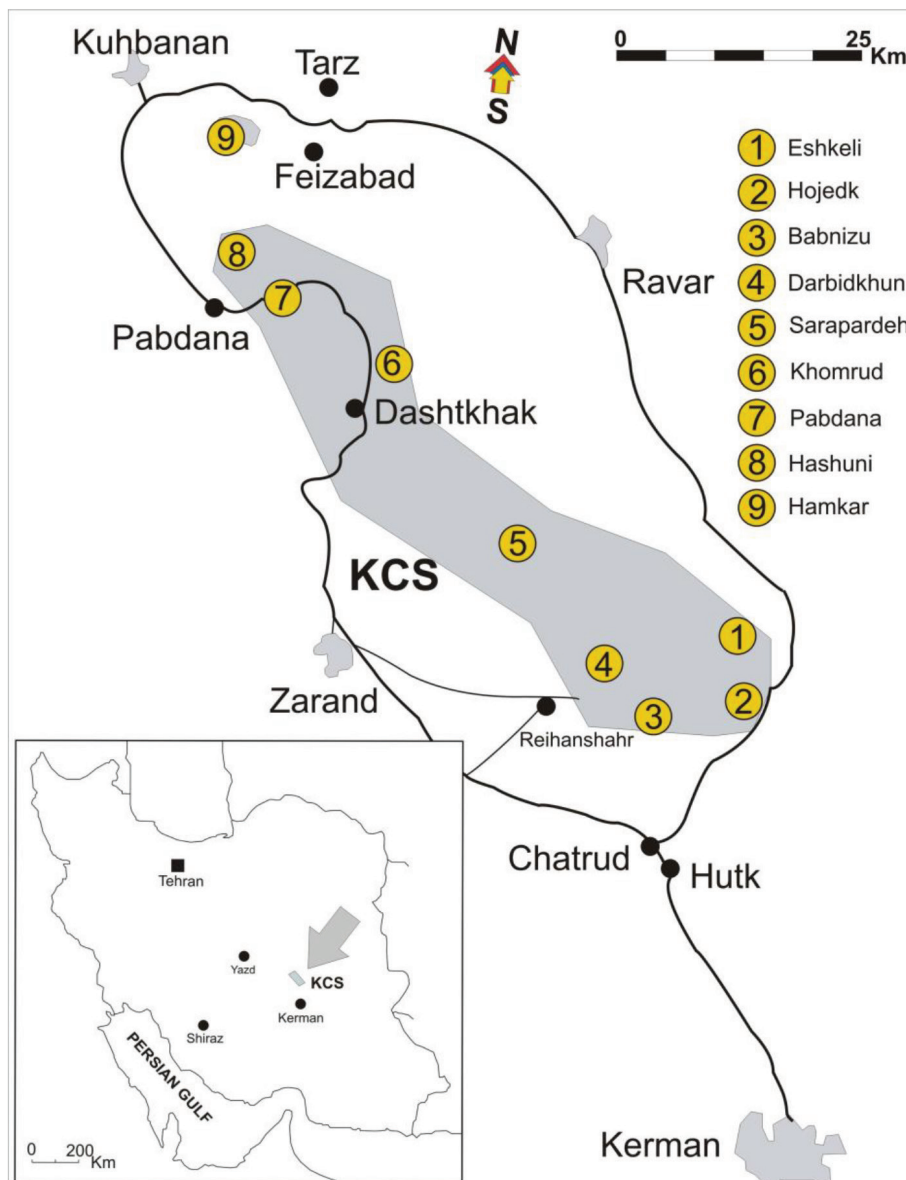 Kuhbanan
Tarz
N
S
0 25
Km
9
Feizabad
1 Eshkeli
2 Hojedk
3 Babnizu
4 Darbidkhun
5 Sarapardeh
6 Khomrud
7 Pabdana
8 Hashuni
9 Hamkar
8
7
Ravar
Pabdana
6
Dashtkhak
5
KCS
1
4
2
3
Zarand
Reihanshahr
Chatrud
Hutk
Kerman
Tehran
Yazd
KCS
Kerman
Shiraz
PERSIAN GULF
0 200
Km